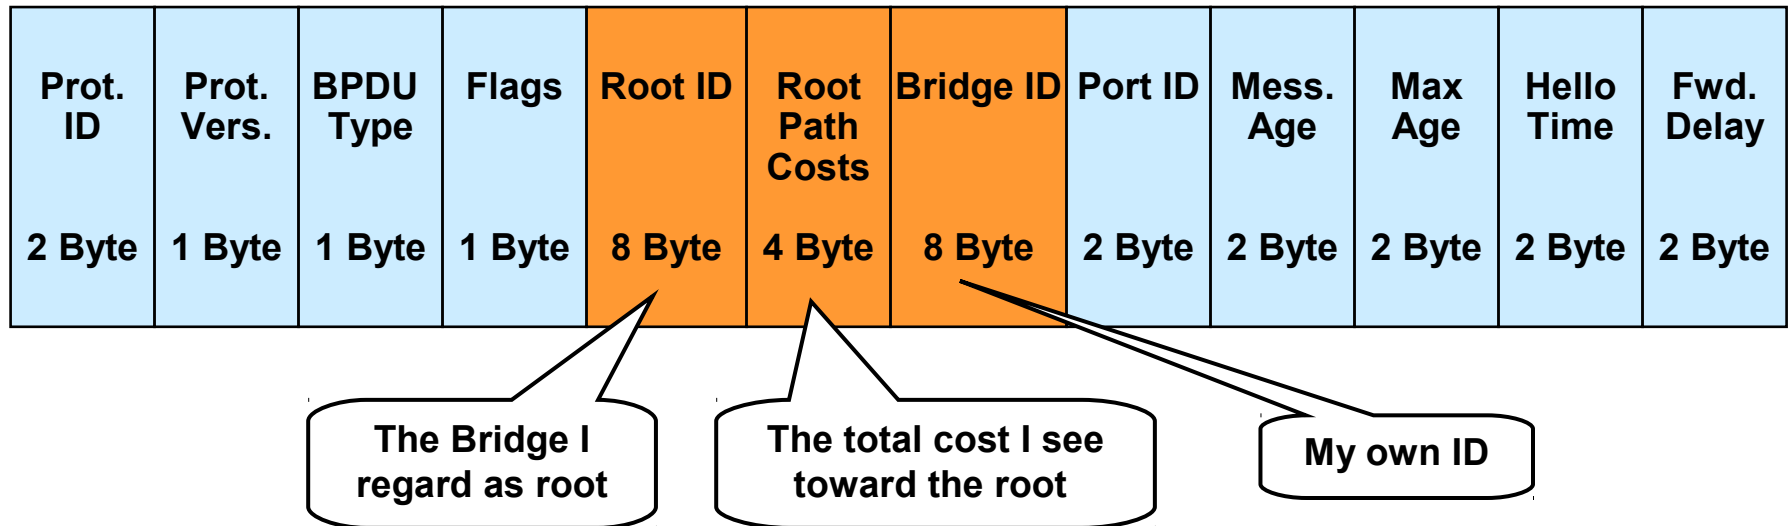 Prot.
ID
2 Byte
Prot.
Vers.
1 Byte
BPDU
Type
1 Byte
Flags
1 Byte
Root ID
8 Byte
Root
Path
Costs
4 Byte
Bridge ID
8 Byte
Port ID
2 Byte
Mess.
Age
2 Byte
Max
Age
2 Byte
Hello
Time
2 Byte
Fwd.
Delay
2 Byte
The Bridge I
regard as root
The total cost I see
toward the root
My own ID